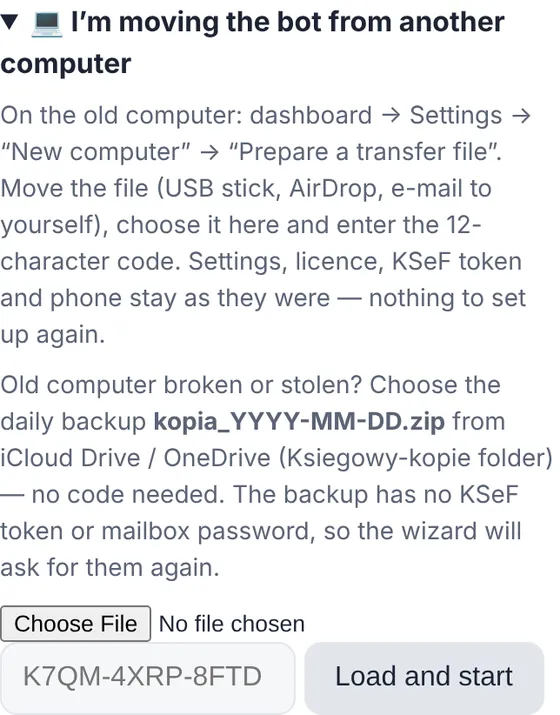 ▼ 💻 I’m moving the bot from another
computer
On the old computer: dashboard → Settings →
“New computer” → “Prepare a transfer file”.
Move the file (USB stick, AirDrop, e-mail to
yourself), choose it here and enter the 12-
character code. Settings, licence, KSeF token
and phone stay as they were — nothing to set
up again.
Old computer broken or stolen? Choose the
daily backup kopia_YYYY-MM-DD.zip from
iCloud Drive / OneDrive (Ksiegowy-kopie folder)
— no code needed. The backup has no KSeF
token or mailbox password, so the wizard will
ask for them again.
Choose File No file chosen
K7QM-4XRP-8FTD Load and start